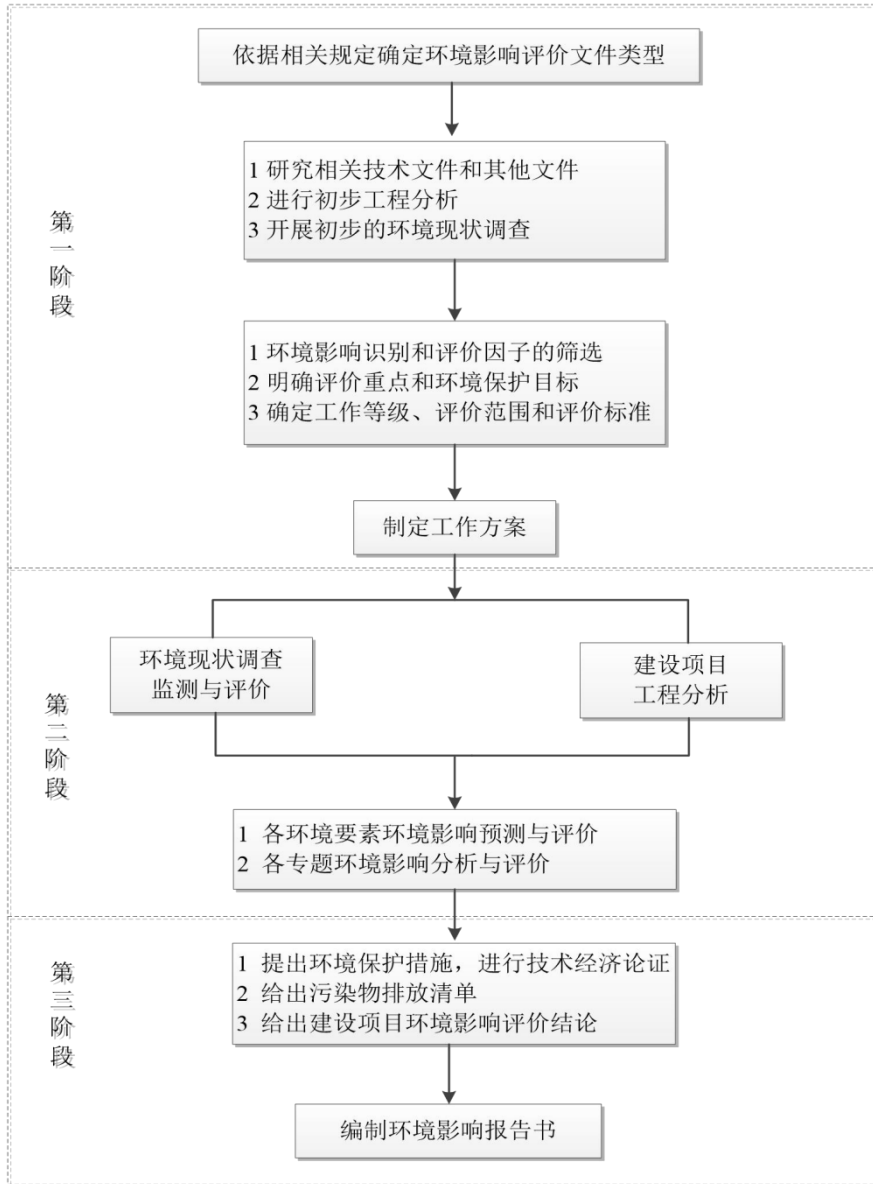 依据相关规定确定环境影响评价文件类型
1 研究相关技术文件和其他文件
2 进行初步工程分析
3 开展初步的环境现状调查
第一阶段
1 环境影响识别和评价因子的筛选
2 明确评价重点和环境保护目标
3 确定工作等级、评价范围和评价标准
制定工作方案
环境现状调查
监测与评价
建设项目
工程分析
第二阶段
1 各环境要素环境影响预测与评价
2 各专题环境影响分析与评价
1 提出环境保护措施，进行技术经济论证
2 给出污染物排放清单
3 给出建设项目环境影响评价结论
第三阶段
编制环境影响报告书